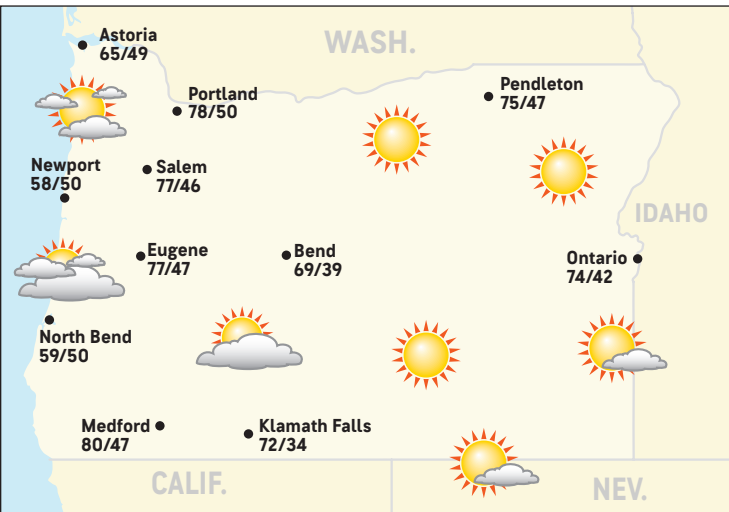 Astoria
65/49
WASH.
Portland
78/50
Pendleton
75/47
Newport
58/50
Salem
77/46
IDAHO
Eugene
77/47
Bend
69/39
Ontario
74/42
North Bend
59/50
Medford
80/47
Klamath Falls
72/34
CALIF.
NEV.